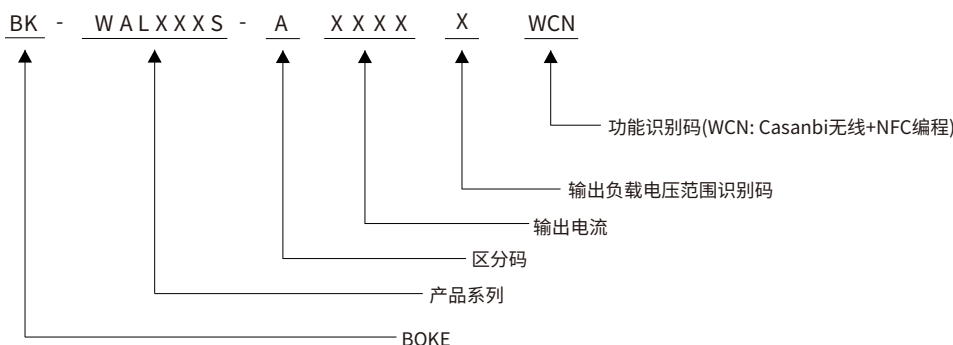 BK - WALXXXS - A XXXX X WCN
功能识别码(WCN: Casanbi无线+NFC编程)
输出负载电压范围识别码
输出电流
区分码
产品系列
BOKE